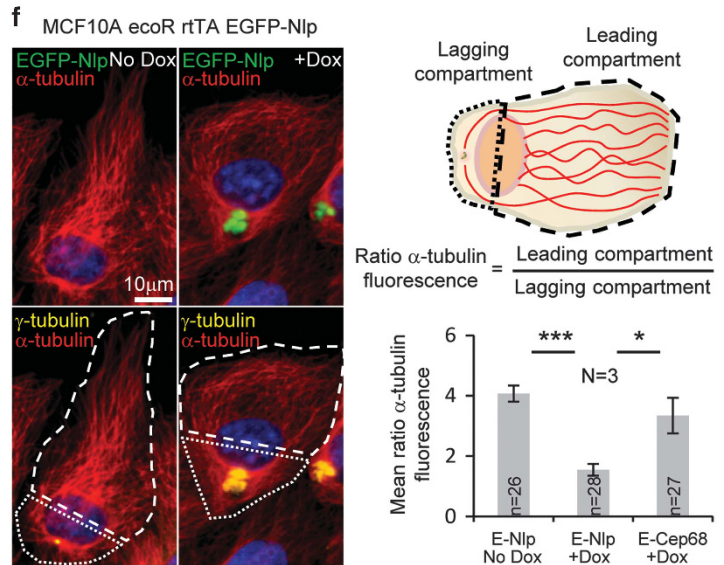 f
MCF10A ecoR rtTA EGFP-Nlp
EGFP-Nlp No Dox
α-tubulin
EGFP-Nlp +Dox
α-tubulin
10μm
γ-tubulin
α-tubulin
γ-tubulin
α-tubulin
Lagging
compartment
Leading
compartment
Ratio α-tubulin
fluorescence
=
Leading compartment
Lagging compartment
Mean ratio α-tubulin
fluorescence
6
4
2
0
***
*
N=3
n=26
n=28
n=27
E-Nlp
No Dox
E-Nlp
+Dox
E-Cep68
+Dox